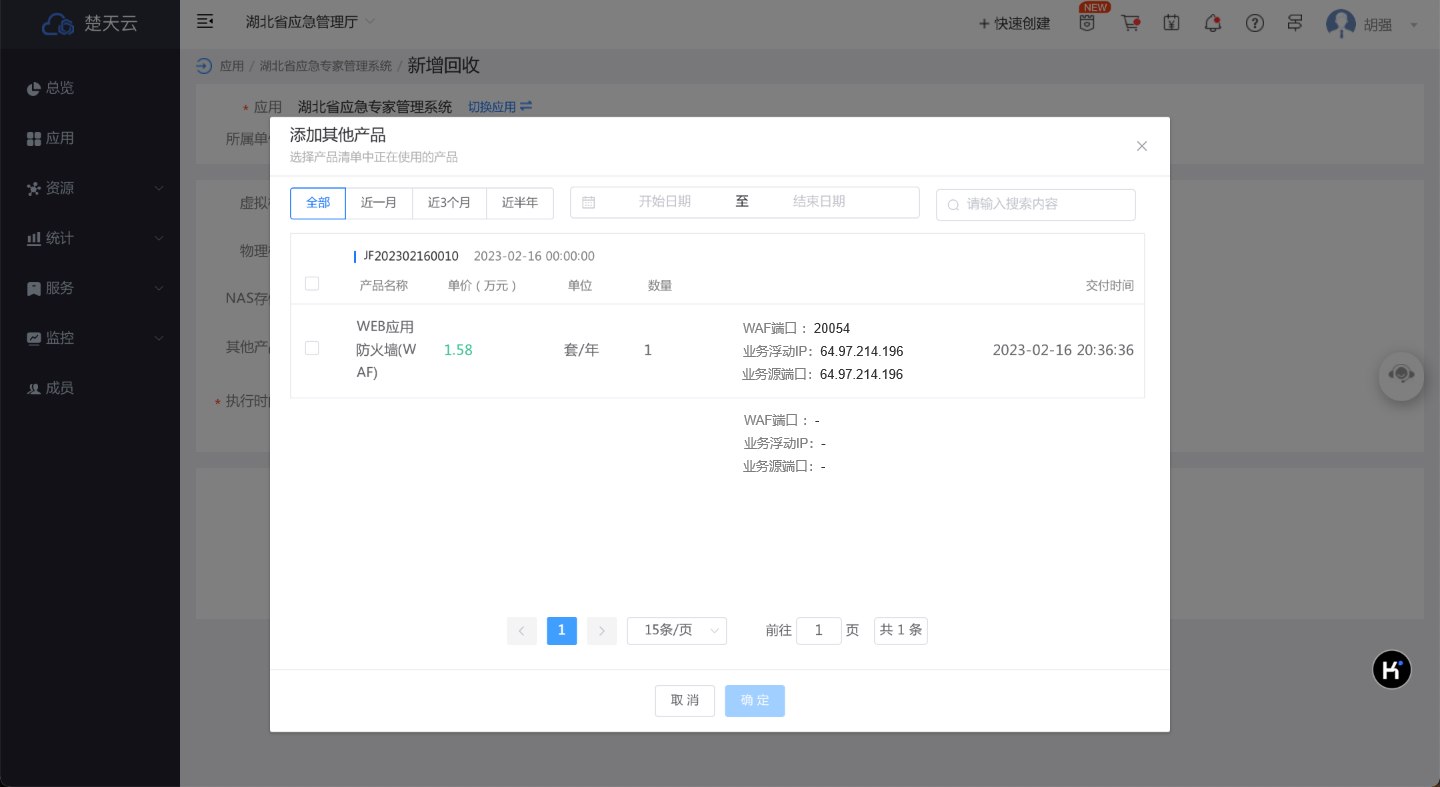 楚天云
湖北省应急管理厅
+ 快速创建
NEW
胡强
总览
应用
资源
统计
服务
监控
成员
应用 / 湖北省应急专家管理系统 / 新增回收
* 应用 湖北省应急专家管理系统 切换应用
所属单
虚拟
物理
NAS存
其他产
* 执行时
添加其他产品
选择产品清单中正在使用的产品
全部 近一月 近3个月 近半年 开始日期 至 结束日期 请输入搜索内容
JF202302160010 2023-02-16 00:00:00
产品名称 单价（万元） 单位 数量 交付时间
WEB应用
防火墙(W
AF)
1.58 套/年 1
WAF端口： 20054
业务浮动IP： 64.97.214.196
业务源端口： 64.97.214.196
2023-02-16 20:36:36
WAF端口： -
业务浮动IP： -
业务源端口： -
1 15条/页 前往 1 页 共 1 条
取消 确定